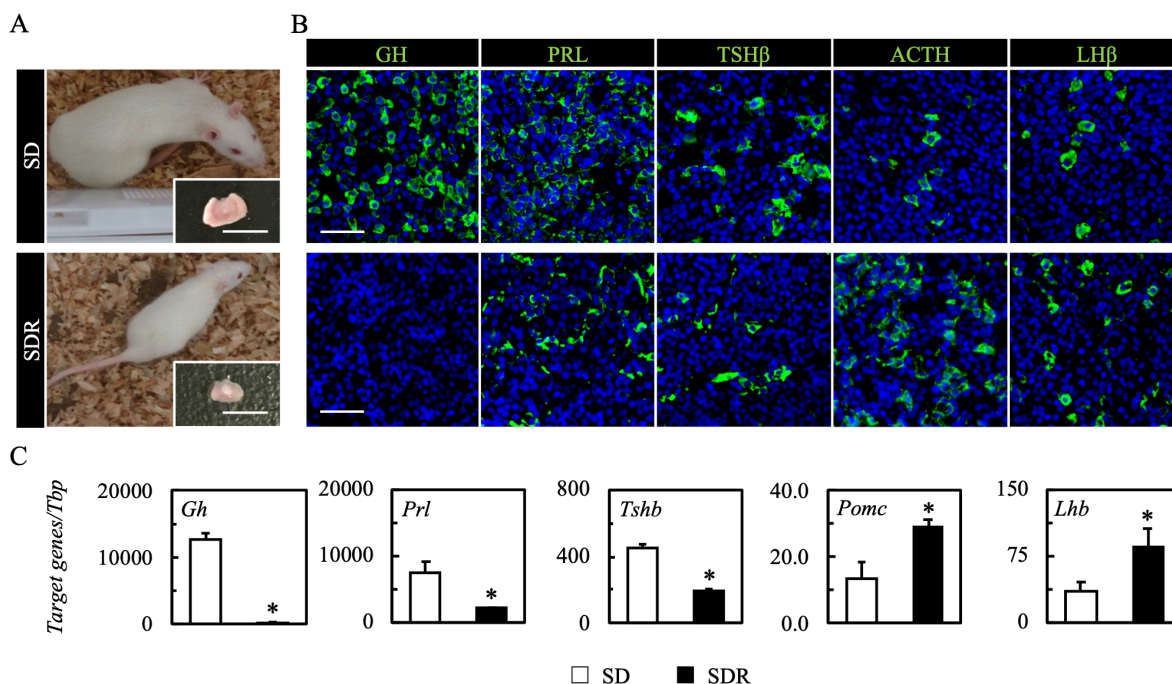 A
B
GH PRL TSHβ ACTH LHβ
SD
SDR
C
Target genes/Tbp
20000 20000 800 40.0 150
Gh Prl Tshb Pomc Lhb
* *
10000 10000 400 20.0 75
* * *
0 0 0 0.0 0
SD SDR